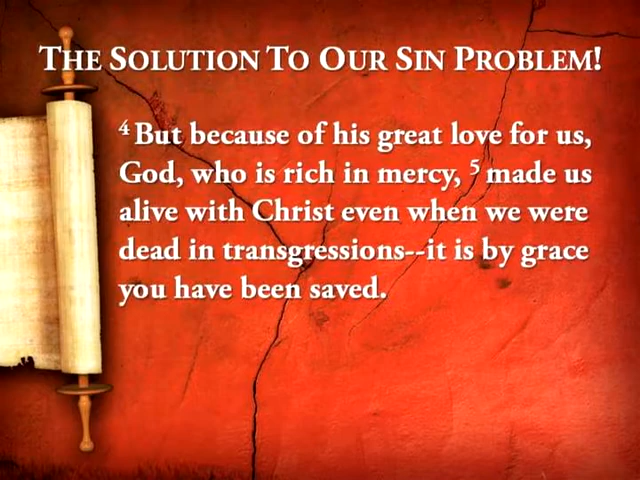 The Solution To Our Sin Problem!
4 But because of his great love for us,
God, who is rich in mercy, 5 made us
alive with Christ even when we were
dead in transgressions--it is by grace
you have been saved.